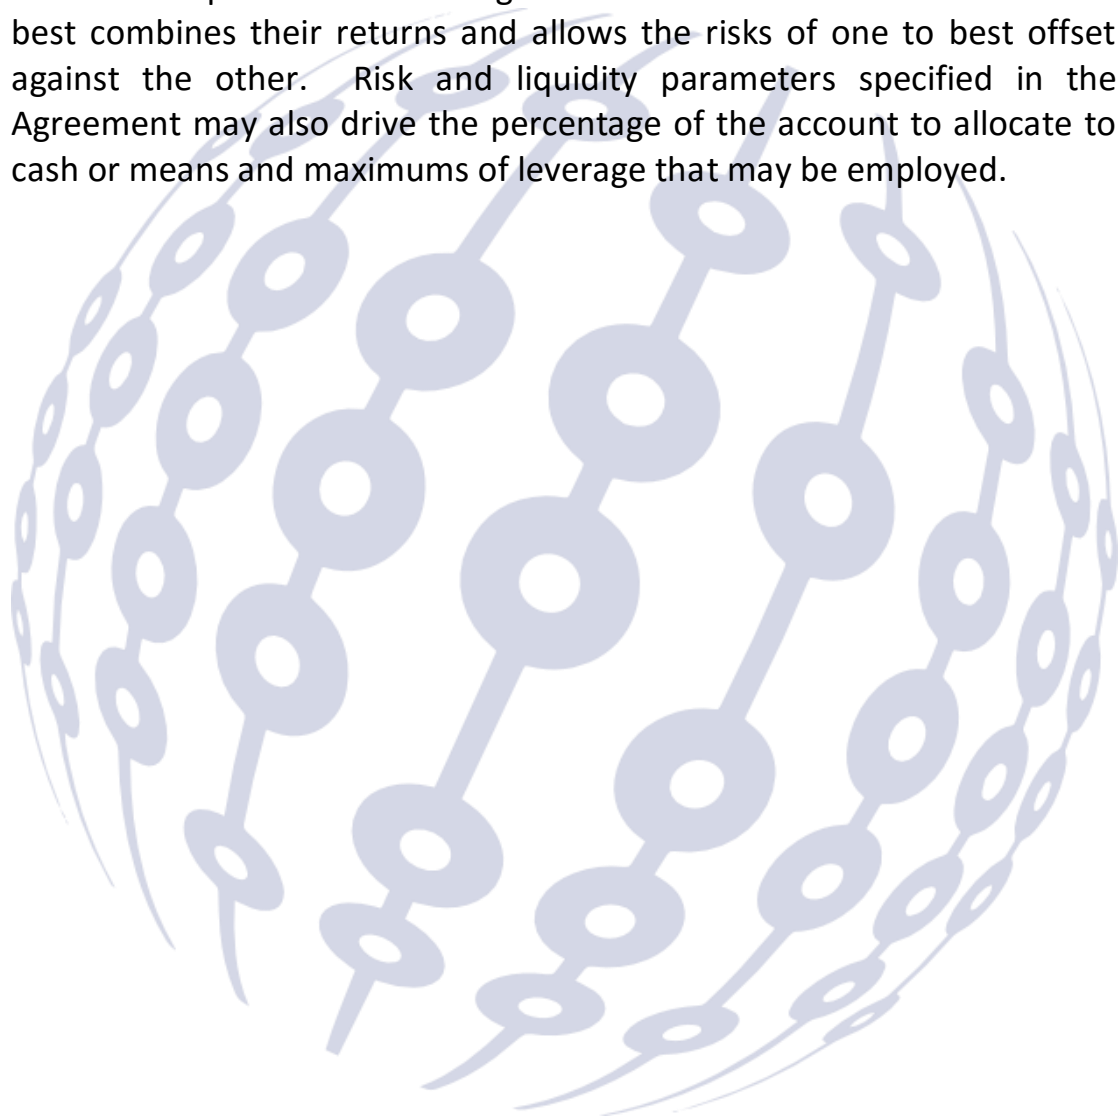 best combines their returns and allows the risks of one to best offset
against the other. Risk and liquidity parameters specified in the
Agreement may also drive the percentage of the account to allocate to
cash or means and maximums of leverage that may be employed.